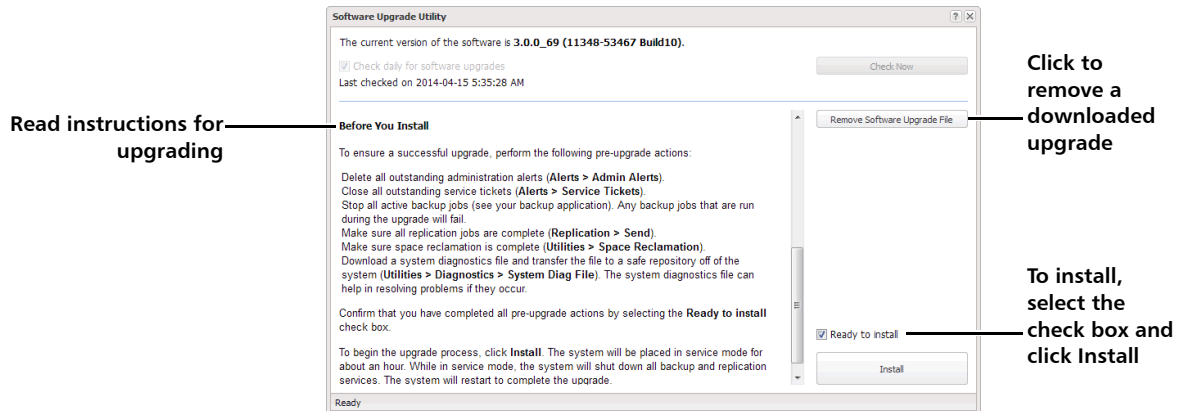 Software Upgrade Utility
The current version of the software is 3.0.0_69 (11348-53467 Build10).
Check daily for software upgrades
Check Now
Last checked on 2014-04-15 5:35:28 AM
Read instructions for
upgrading
Before You Install
To ensure a successful upgrade, perform the following pre-upgrade actions:
Delete all outstanding administration alerts (Alerts > Admin Alerts).
Close all outstanding service tickets (Alerts > Service Tickets).
Stop all active backup jobs (see your backup application). Any backup jobs that are run
during the upgrade will fail.
Make sure all replication jobs are complete (Replication > Send).
Make sure space reclamation is complete (Utilities > Space Reclamation).
Download a system diagnostics file and transfer the file to a safe repository off of the
system (Utilities > Diagnostics > System Diag File). The system diagnostics file can
help in resolving problems if they occur.
Confirm that you have completed all pre-upgrade actions by selecting the Ready to install
check box.
To begin the upgrade process, click Install. The system will be placed in service mode for
about an hour. While in service mode, the system will shut down all backup and replication
services. The system will restart to complete the upgrade.
Remove Software Upgrade File
Click to
remove a
downloaded
upgrade
Ready to install
Install
To install,
select the
check box and
click Install
Ready